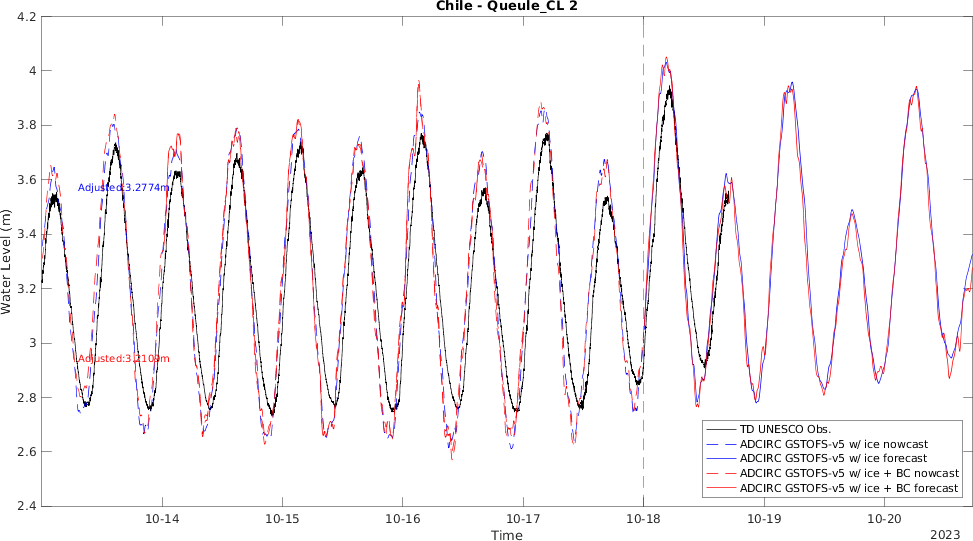 Chile - Queule_CL 2
4.2
4
3.8
3.6
3.4
3.2
3
2.8
2.6
2.4
Water Level (m)
Adjusted:3.2774m
Adjusted:3.2109m
TD UNESCO Obs.
ADCIRC GSTOFS-v5 w/ ice nowcast
ADCIRC GSTOFS-v5 w/ ice forecast
ADCIRC GSTOFS-v5 w/ ice + BC nowcast
ADCIRC GSTOFS-v5 w/ ice + BC forecast
10-14 10-15 10-16 10-17 10-18 10-19 10-20
Time
2023